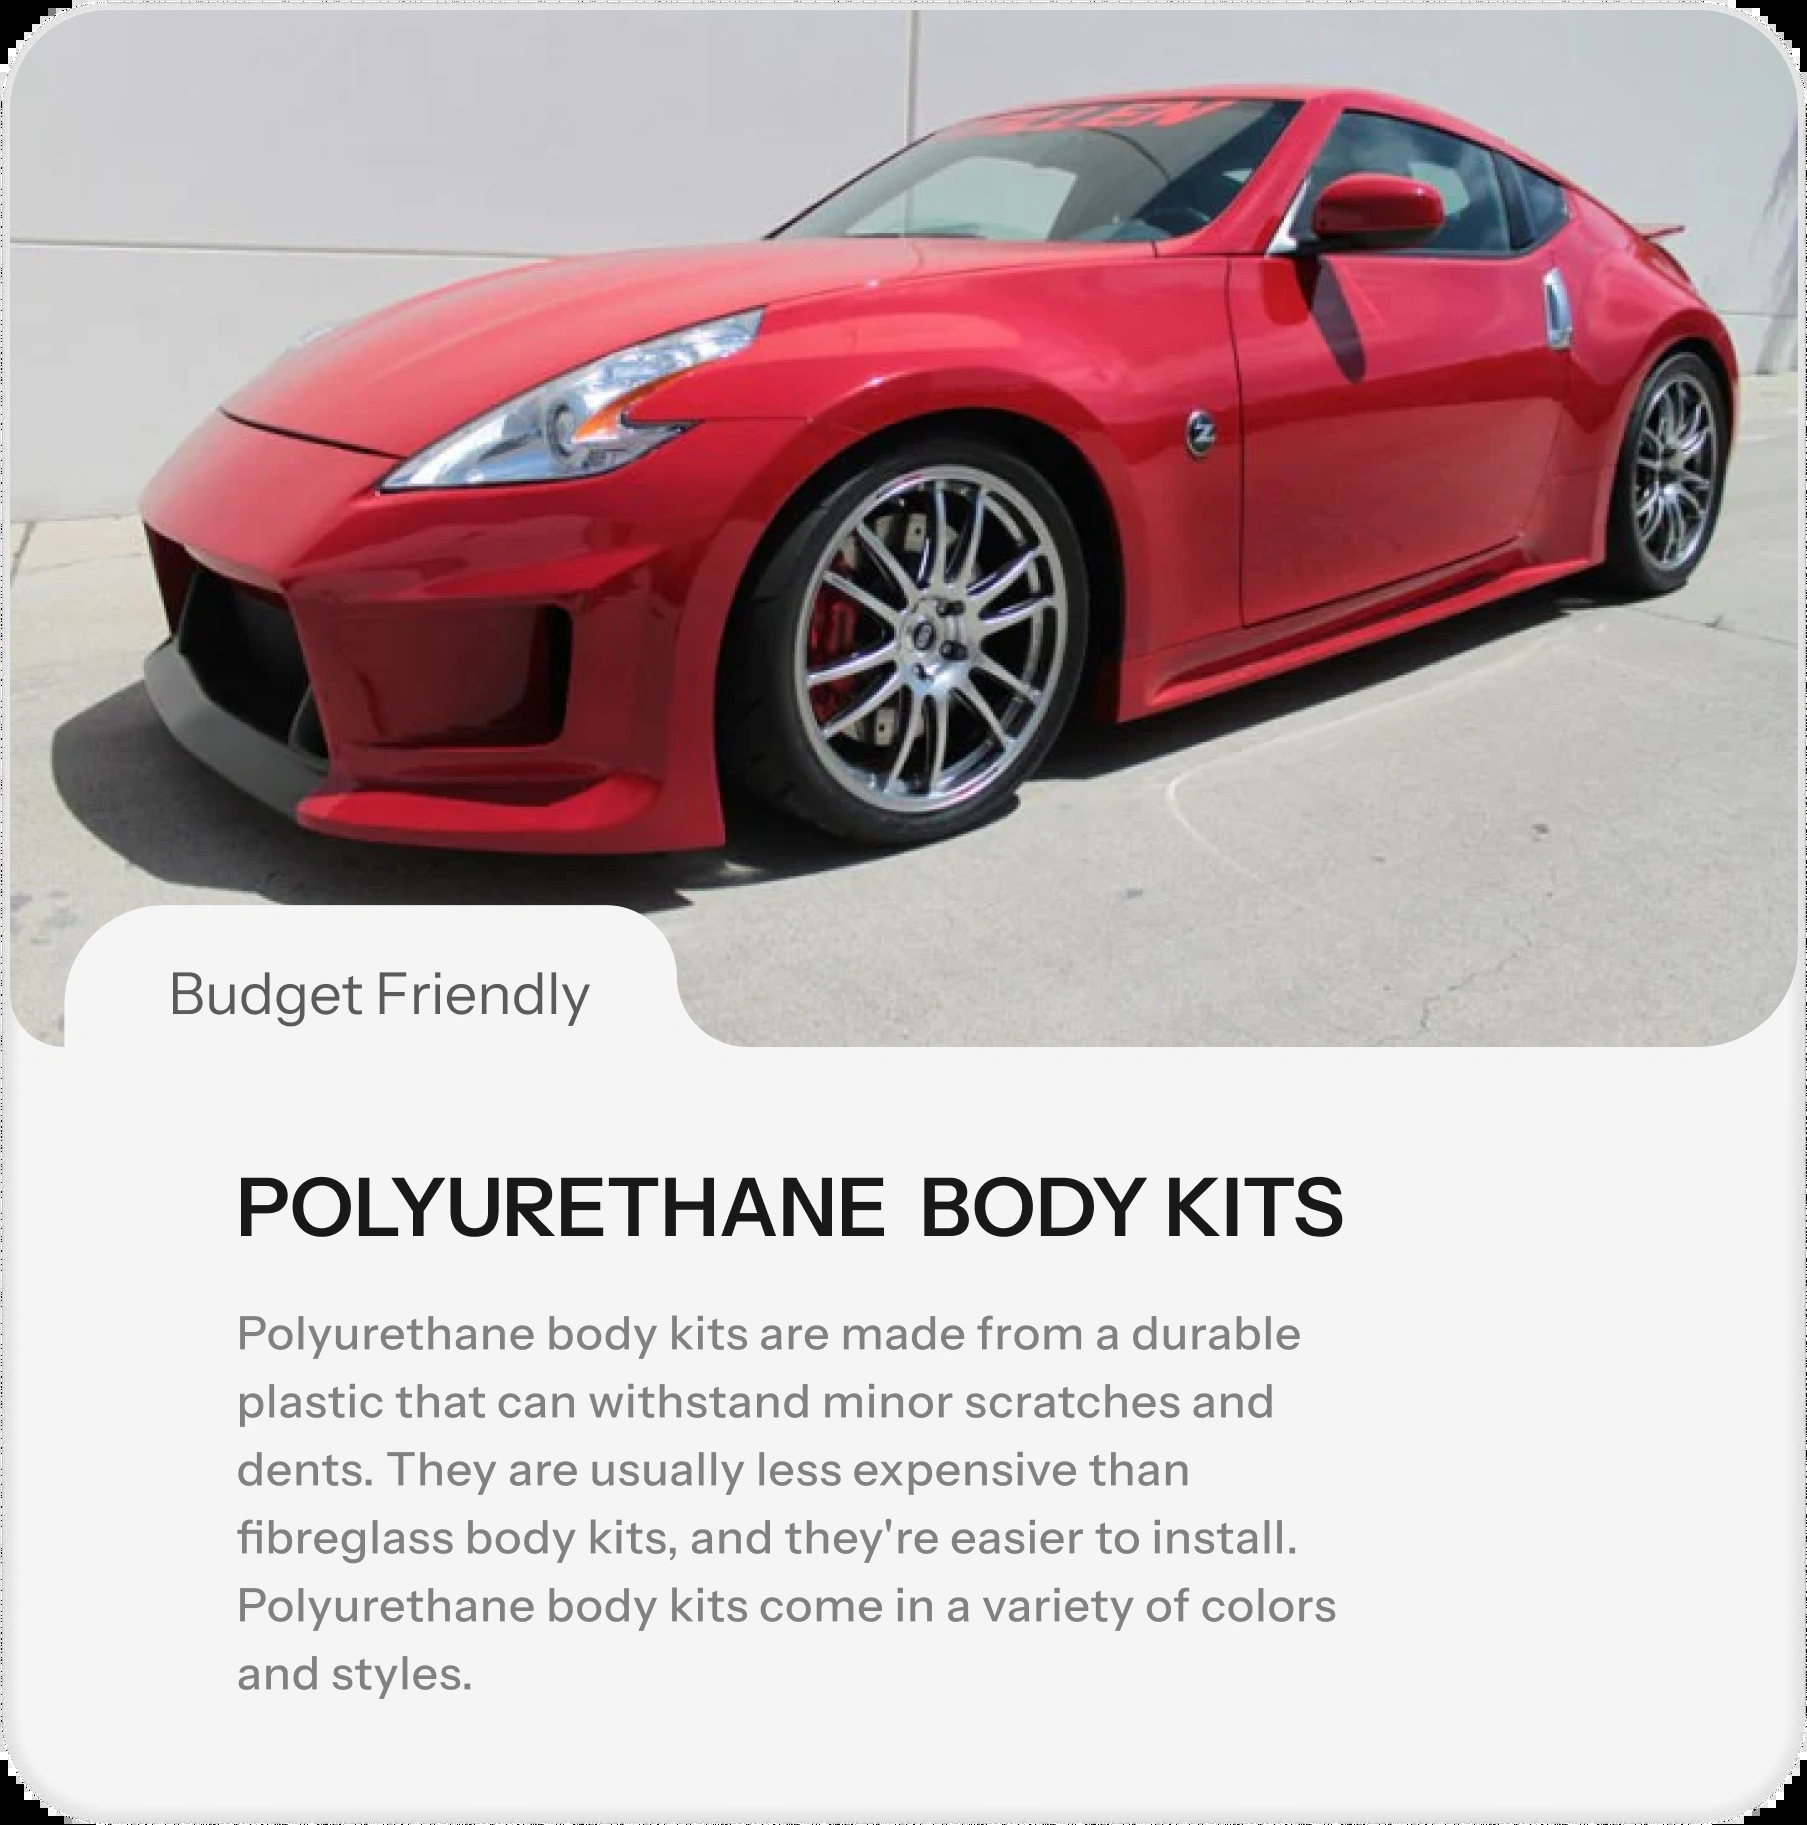 Z
Budget Friendly
POLYURETHANE BODY KITS
Polyurethane body kits are made from a durable
plastic that can withstand minor scratches and
dents. They are usually less expensive than
fibreglass body kits, and they're easier to install.
Polyurethane body kits come in a variety of colors
and styles.